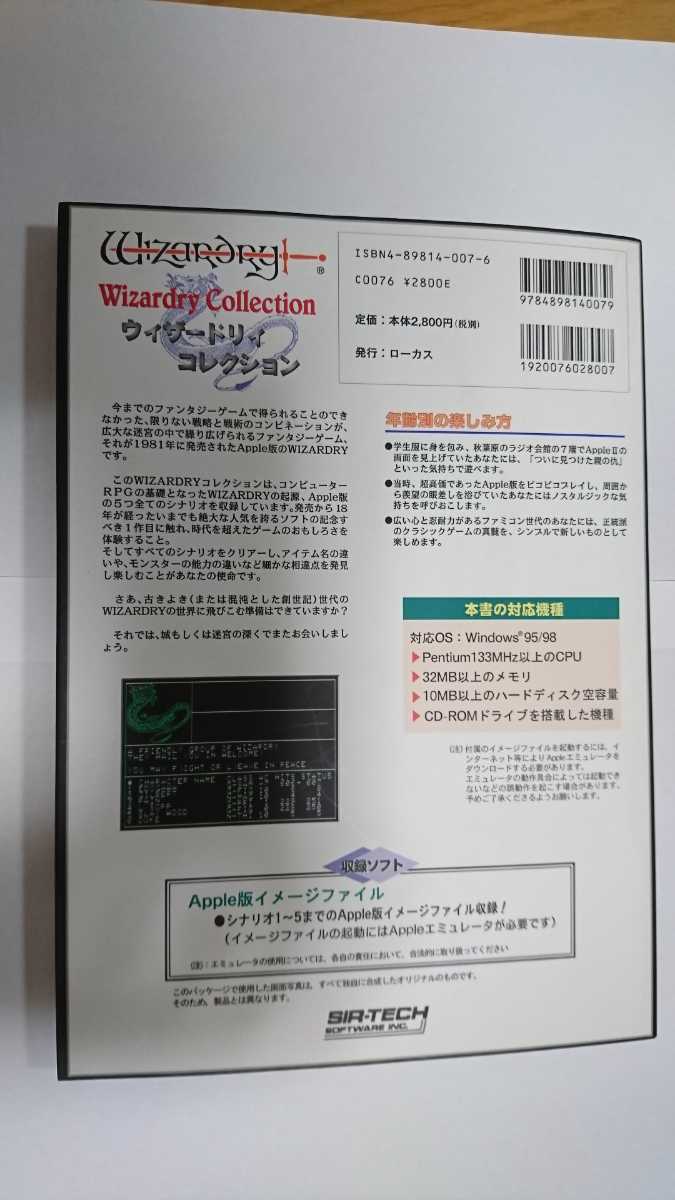 Wizardry
®
Wizardry Collection
ウィザードリィ
コレクション
ISBN4-89814-007-6
C0076 ¥2800E
定価：本体2,800円(税別)
発行：ローカス
9784898140079
1920076028007
今までのファンタジーゲームで得られることのでき
なかった、限りない戦略と戦術のコンビネーションが、
広大な迷宮の中で繰り広げられるファンタジーゲーム、
それが1981年に発売されたApple版のWIZARDRY
です。
このWIZARDRYコレクションは、コンピューター
RPGの基礎となったWIZARDRYの起源、Apple版
の5つ全てのシナリオを収録しています。発売から18
年が経ったいまでも絶大な人気を誇るソフトの記念す
べき1作目に触れ、時代を超えたゲームのおもしろさを
体験すること。
そしてすべてのシナリオをクリアーし、アイテム名の違
いや、モンスターの能力の違いなど細かな相違点を発見
し楽しむことがあなたの使命です。
さあ、古きよき(または混沌とした創世記)世代の
WIZARDRYの世界に飛びこむ準備はできていますか？
それでは、城もしくは迷宮の深くでまたお会いしまし
ょう。
年齢別の楽しみ方
●学生服に身を包み、秋葉原のラジオ会館の7階でAppleⅡの
画面を見上げていたあなたには、「ついに見つけた親の仇」
といった気持ちで遊べます。
●当時、超高価であったApple版をピコピコプレイし、周囲か
ら羨望の眼差しを浴びていたあなたにはノスタルジックな気
持ちを呼びおこします。
●広い心と忍耐力があるファミコン世代のあなたには、正統派
のクラシックゲームの真髄を、シンプルで新しいものとして
楽しめます。
本書の対応機種
対応OS：Windows®95/98
▶Pentium133MHz以上のCPU
▶32MB以上のメモリ
▶10MB以上のハードディスク空容量
▶CD-ROMドライブを搭載した機種
(注)付属のイメージファイルを起動するには、イ
ンターネット等によりAppleエミュレータを
ダウンロードする必要があります。
エミュレータの動作具合によっては起動でき
ないなどの誤動作を起こす場合があります。
予めご了承くださるようお願いします。
YOU MAY FIGHT OR LEAVE IN PEACE
収録ソフト
Apple版イメージファイル
●シナリオ1～5までのApple版イメージファイル収録！
(イメージファイルの起動にはAppleエミュレータが必要です)
(注)：エミュレータの使用については、各自の責任において、合法的に取り扱ってください
このパッケージで使用した画面写真は、すべて独自に合成したオリジナルのものです。
そのため、製品とは異なります。
SIR-TECH
SOFTWARE INC.